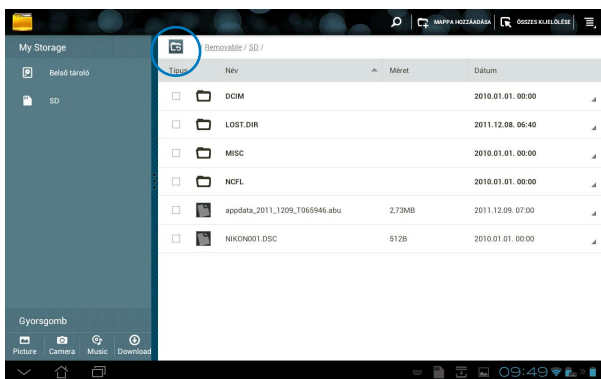 MAPPA HOZZÁADÁSA ÖSSZES KIJELÖLÉSE
My Storage
Removable / SD /
Típus Név Méret Dátum
Belső tároló
DCIM 2010.01.01. 00:00
SD
LOST.DIR 2011.12.08. 06:40
MISC 2010.01.01. 00:00
NCFL 2010.01.01. 00:00
appdata_2011_1209_T065946.abu 2,73MB 2011.12.09. 07:00
NIKON001.DSC 512B 2010.01.01. 00:00
Gyorsgomb
Picture Camera Music Download
09:49